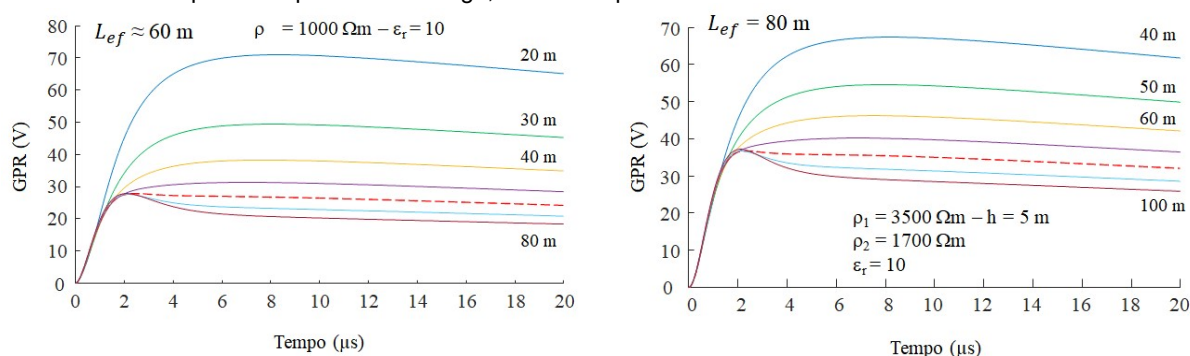 L_ef ≈ 60 m
ρ = 1000 Ωm – ε_r = 10
20 m
30 m
40 m
80 m
GPR (V)
80
70
60
50
40
30
20
10
0
0 2 4 6 8 10 12 14 16 18 20
Tempo (µs)
L_ef = 80 m
40 m
50 m
60 m
100 m
ρ₁ = 3500 Ωm – h = 5 m
ρ₂ = 1700 Ωm
ε_r = 10
GPR (V)
70
60
50
40
30
20
10
0
0 2 4 6 8 10 12 14 16 18 20
Tempo (µs)